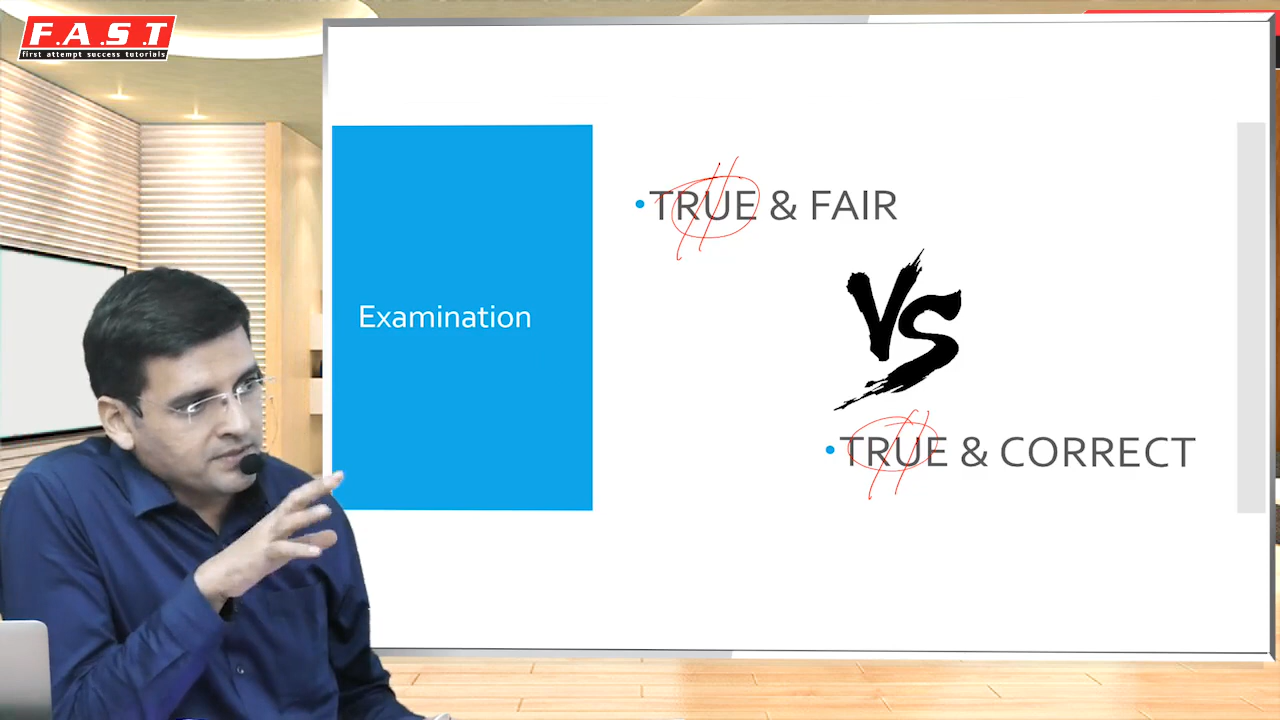 F.A.S.T
first attempt success tutorials
•TRUE & FAIR
VS
Examination
•TRUE & CORRECT